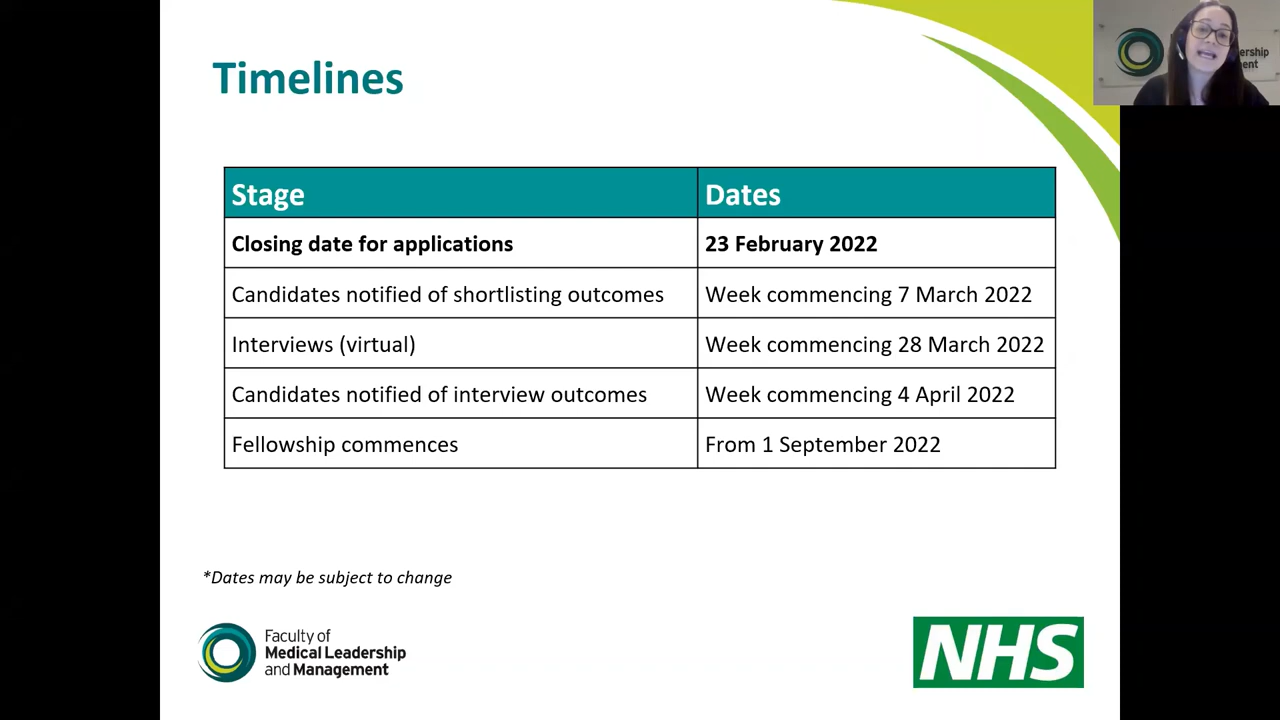 Timelines
ership
ent
Stage Dates
Closing date for applications 23 February 2022
Candidates notified of shortlisting outcomes Week commencing 7 March 2022
Interviews (virtual) Week commencing 28 March 2022
Candidates notified of interview outcomes Week commencing 4 April 2022
Fellowship commences From 1 September 2022
*Dates may be subject to change
Faculty of
Medical Leadership
and Management
NHS